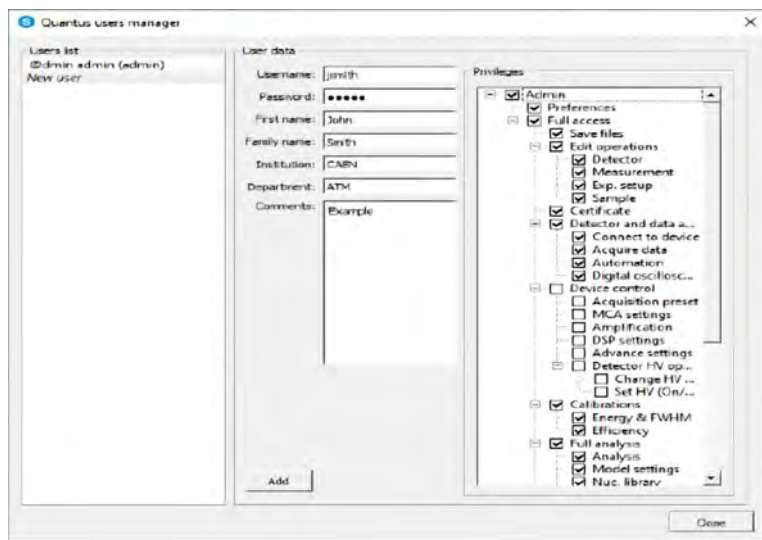 Quantus users manager
Users list
@dmin admin (admin)
New user
User data
Username: jsmith
Password: •••••
First name: John
Family name: Smith
Institution: CAEN
Department: ATM
Comments: Example
Add
Privileges
Admin
Preferences
Full access
Save files
Edit operations
Detector
Measurement
Exp. setup
Sample
Certificate
Detector and data a...
Connect to device
Acquire data
Automation
Digital oscillosc...
Device control
Acquisition preset
MCA settings
Amplification
DSP settings
Advance settings
Detector HV op...
Change HV ...
Set HV (On/...
Calibrations
Energy & FWHM
Efficiency
Full analysis
Analysis
Model settings
Nuc. library
Close